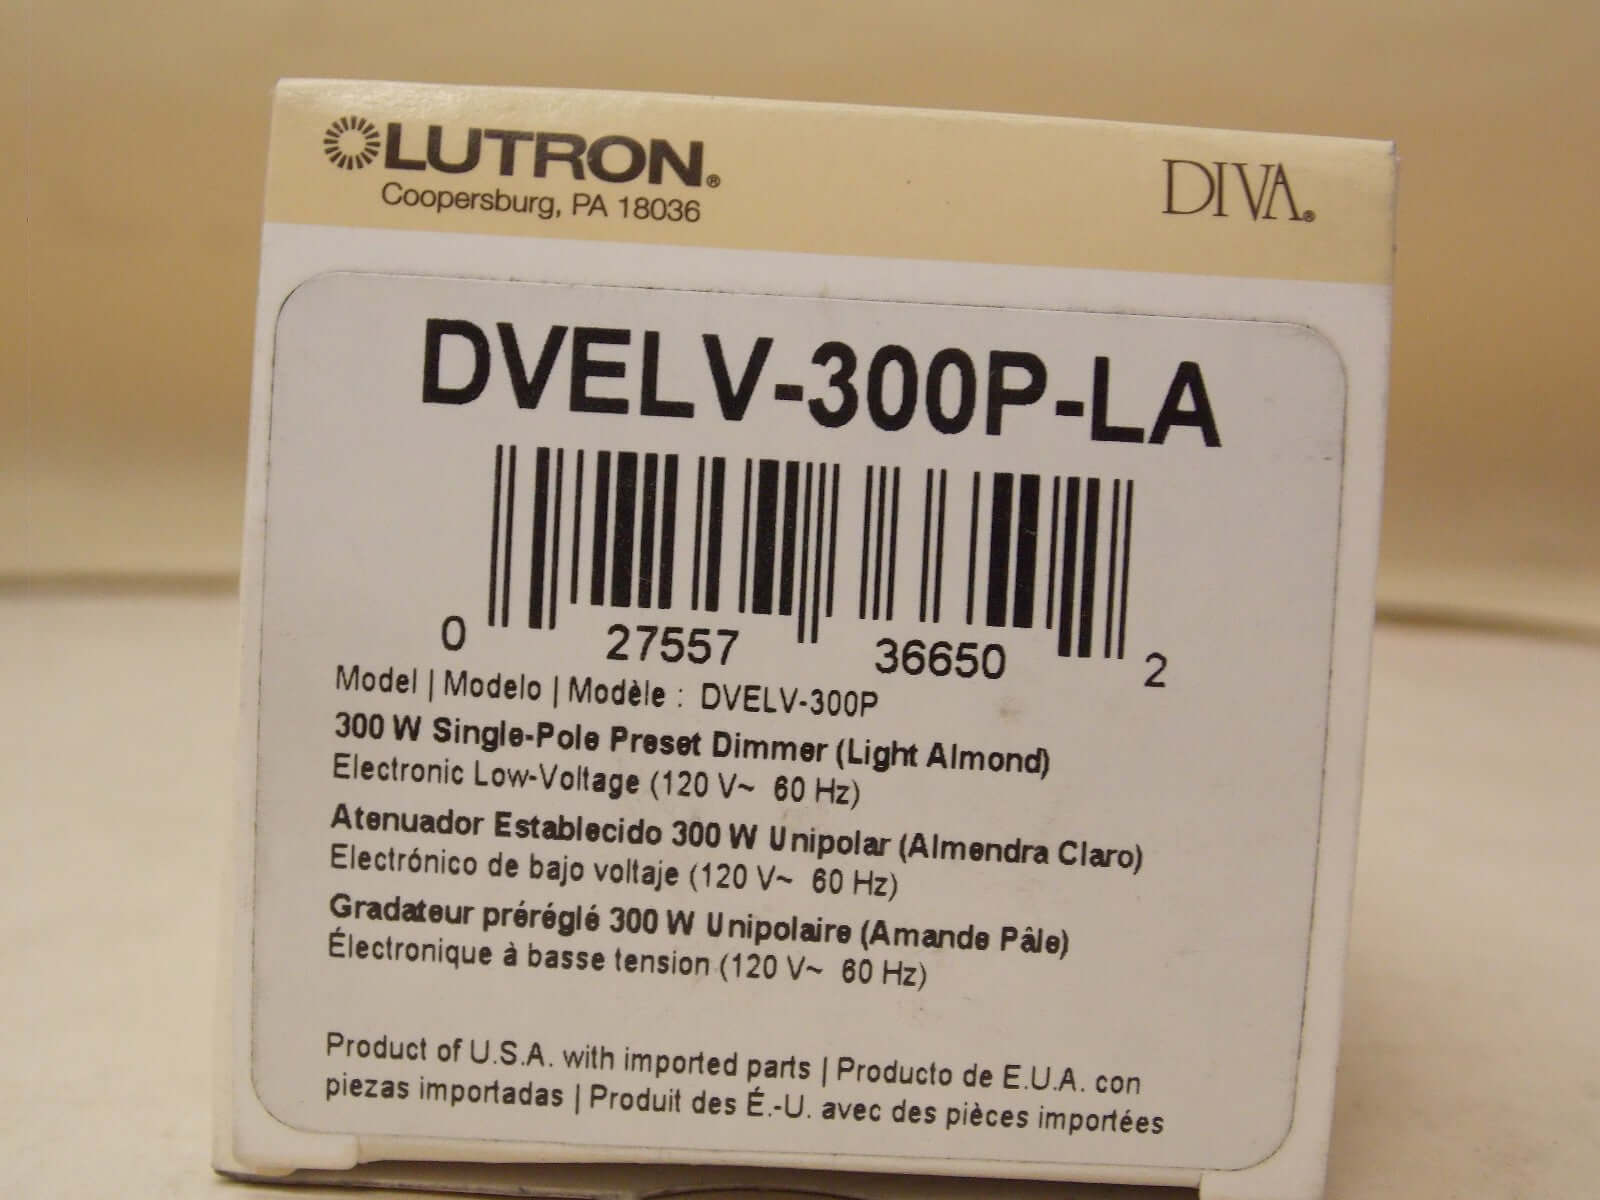 LUTRON®
Coopersburg, PA 18036
DIVA®
DVELV-300P-LA
0 27557 36650 2
Model | Modelo | Modèle : DVELV-300P
300 W Single-Pole Preset Dimmer (Light Almond)
Electronic Low-Voltage (120 V~ 60 Hz)
Atenuador Establecido 300 W Unipolar (Almendra Claro)
Electrónico de bajo voltaje (120 V~ 60 Hz)
Gradateur préréglé 300 W Unipolaire (Amande Pâle)
Électronique à basse tension (120 V~ 60 Hz)
Product of U.S.A. with imported parts | Producto de E.U.A. con
piezas importadas | Produit des É.-U. avec des pièces importées